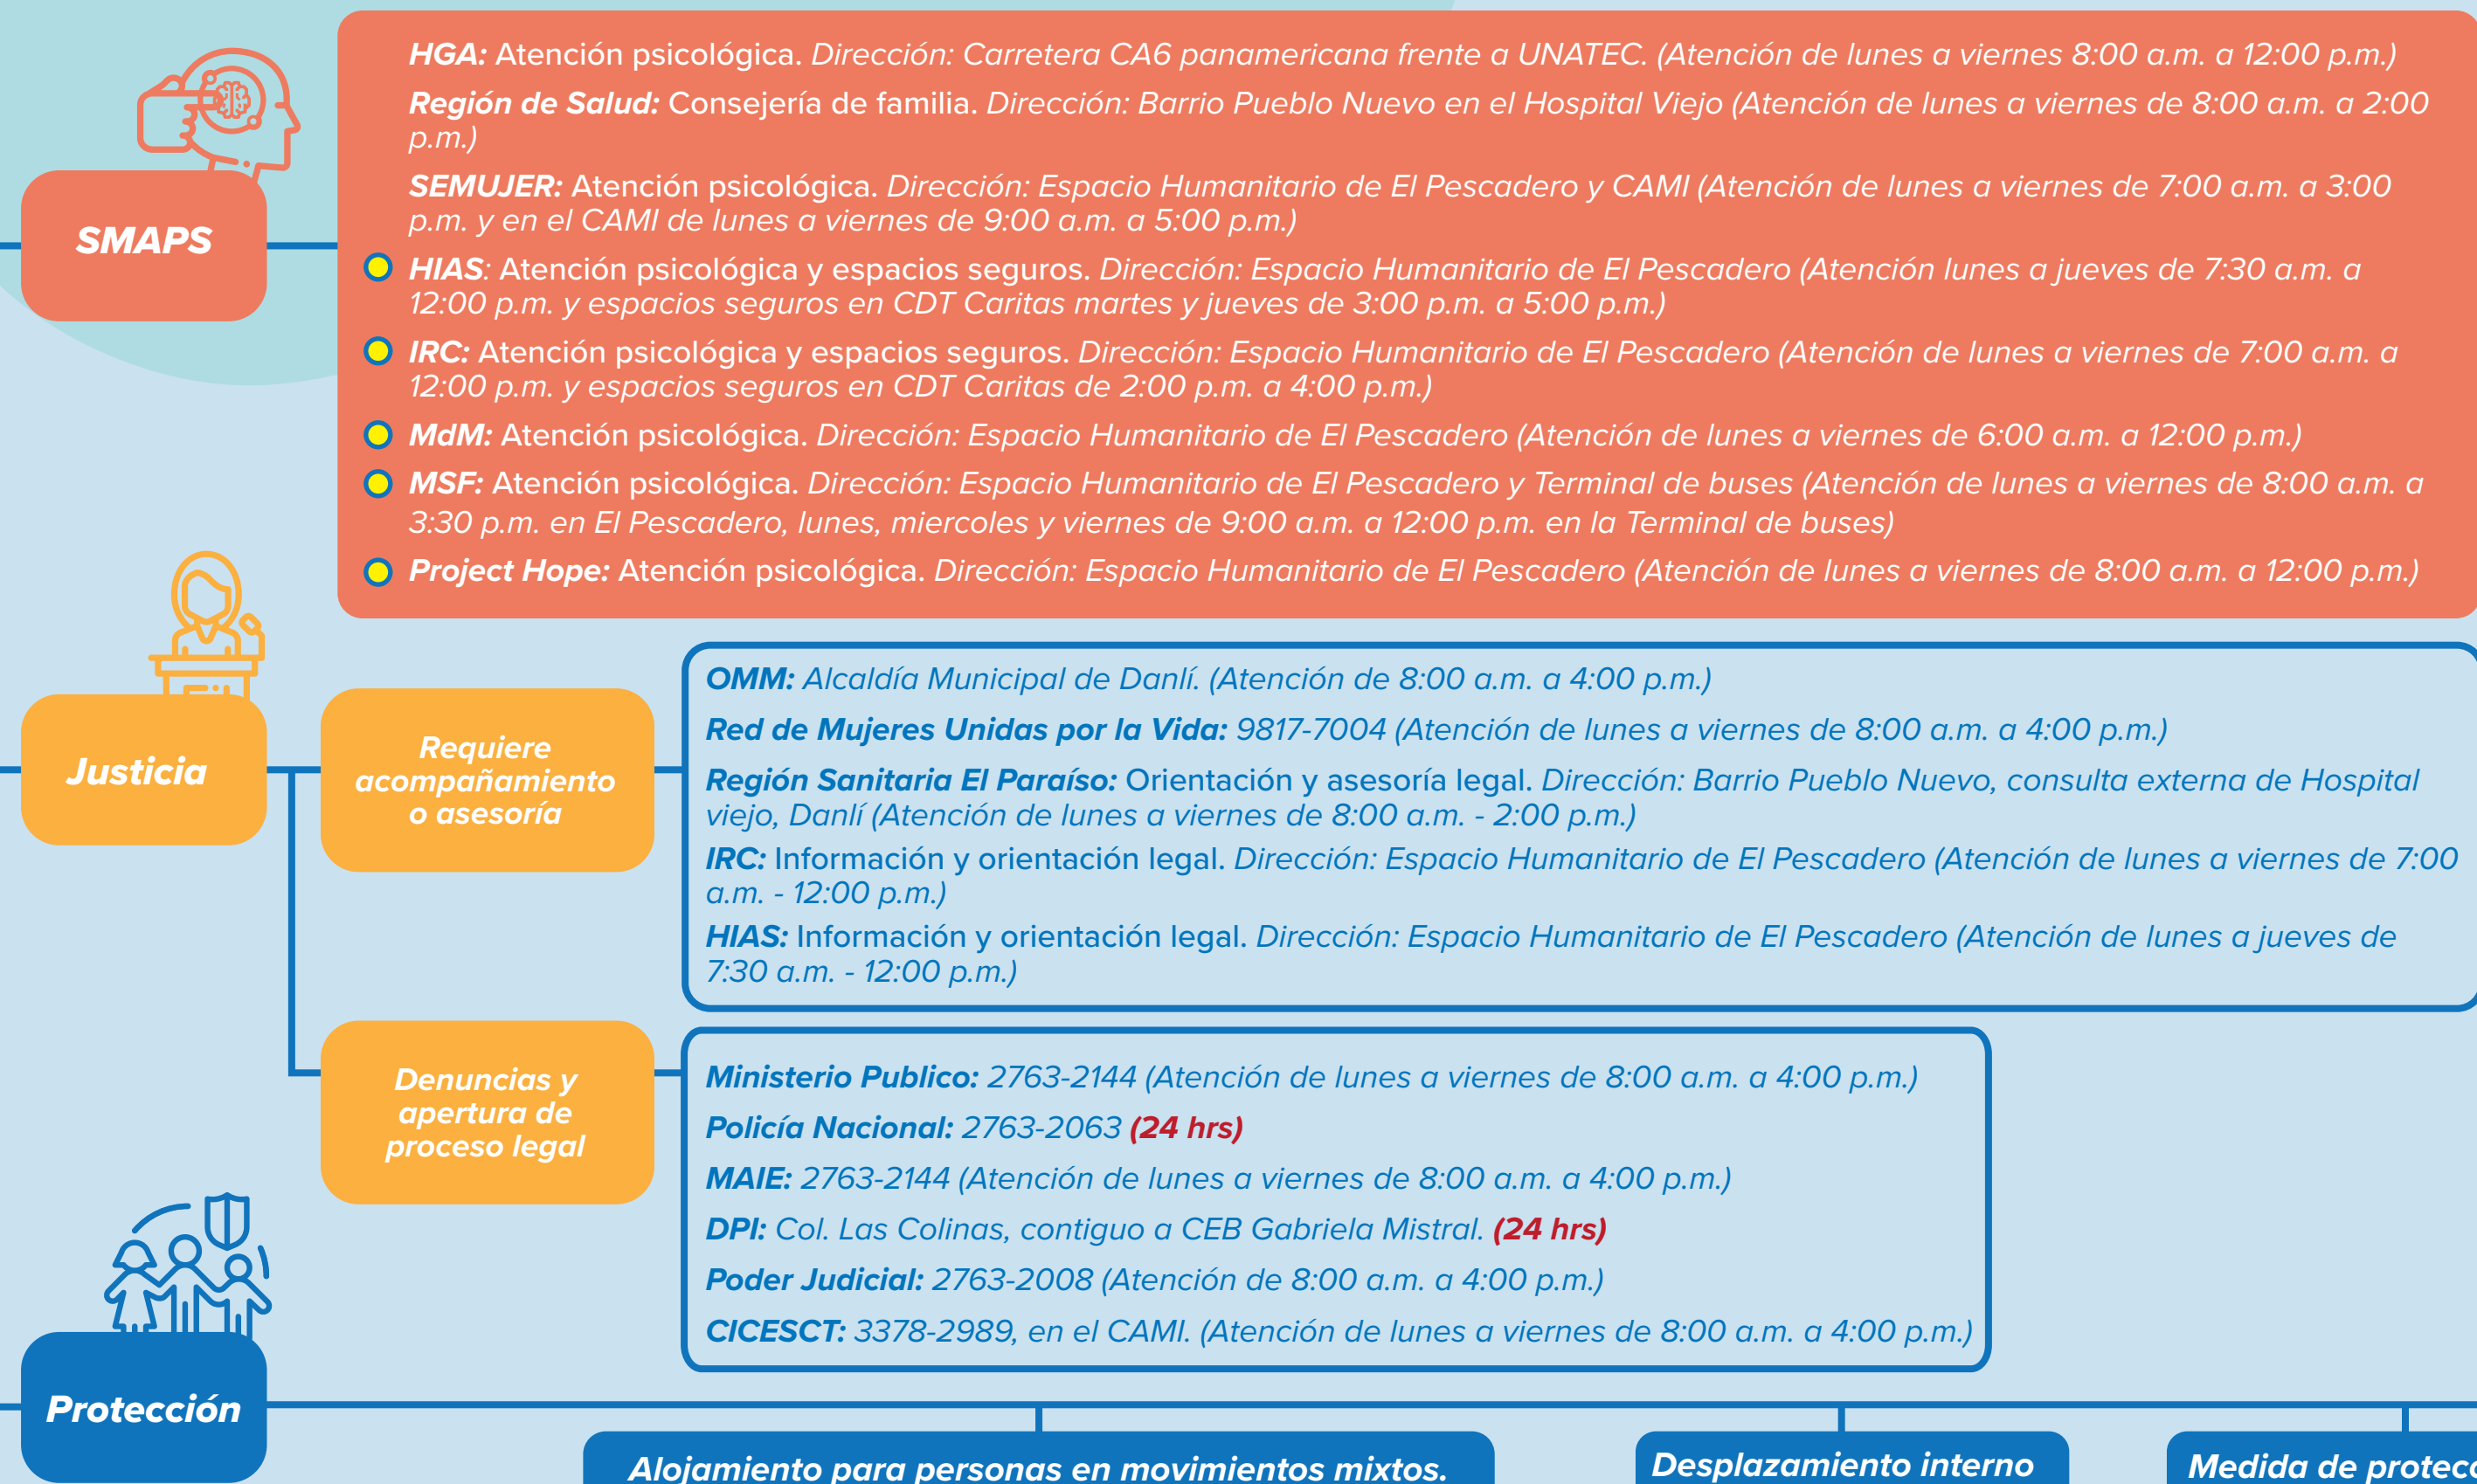 HGA: Atención psicológica. Dirección: Carretera CA6 panamericana frente a UNATEC. (Atención de lunes a viernes 8:00 a.m. a 12:00 p.m.)
Región de Salud: Consejería de familia. Dirección: Barrio Pueblo Nuevo en el Hospital Viejo (Atención de lunes a viernes de 8:00 a.m. a 2:00
p.m.)
SEMUJER: Atención psicológica. Dirección: Espacio Humanitario de El Pescadero y CAMI (Atención de lunes a viernes de 7:00 a.m. a 3:00
p.m. y en el CAMI de lunes a viernes de 9:00 a.m. a 5:00 p.m.)
SMAPS
HIAS: Atención psicológica y espacios seguros. Dirección: Espacio Humanitario de El Pescadero (Atención lunes a jueves de 7:30 a.m. a
12:00 p.m. y espacios seguros en CDT Caritas martes y jueves de 3:00 p.m. a 5:00 p.m.)
IRC: Atención psicológica y espacios seguros. Dirección: Espacio Humanitario de El Pescadero (Atención de lunes a viernes de 7:00 a.m. a
12:00 p.m. y espacios seguros en CDT Caritas de 2:00 p.m. a 4:00 p.m.)
MdM: Atención psicológica. Dirección: Espacio Humanitario de El Pescadero (Atención de lunes a viernes de 6:00 a.m. a 12:00 p.m.)
MSF: Atención psicológica. Dirección: Espacio Humanitario de El Pescadero y Terminal de buses (Atención de lunes a viernes de 8:00 a.m. a
3:30 p.m. en El Pescadero, lunes, miercoles y viernes de 9:00 a.m. a 12:00 p.m. en la Terminal de buses)
Project Hope: Atención psicológica. Dirección: Espacio Humanitario de El Pescadero (Atención de lunes a viernes de 8:00 a.m. a 12:00 p.m.)
Justicia
Requiere
acompañamiento
o asesoría
OMM: Alcaldía Municipal de Danlí. (Atención de 8:00 a.m. a 4:00 p.m.)
Red de Mujeres Unidas por la Vida: 9817-7004 (Atención de lunes a viernes de 8:00 a.m. a 4:00 p.m.)
Región Sanitaria El Paraíso: Orientación y asesoría legal. Dirección: Barrio Pueblo Nuevo, consulta externa de Hospital
viejo, Danlí (Atención de lunes a viernes de 8:00 a.m. - 2:00 p.m.)
IRC: Información y orientación legal. Dirección: Espacio Humanitario de El Pescadero (Atención de lunes a viernes de 7:00
a.m. - 12:00 p.m.)
HIAS: Información y orientación legal. Dirección: Espacio Humanitario de El Pescadero (Atención de lunes a jueves de
7:30 a.m. - 12:00 p.m.)
Denuncias y
apertura de
proceso legal
Ministerio Publico: 2763-2144 (Atención de lunes a viernes de 8:00 a.m. a 4:00 p.m.)
Policía Nacional: 2763-2063 (24 hrs)
MAIE: 2763-2144 (Atención de lunes a viernes de 8:00 a.m. a 4:00 p.m.)
DPI: Col. Las Colinas, contiguo a CEB Gabriela Mistral. (24 hrs)
Poder Judicial: 2763-2008 (Atención de 8:00 a.m. a 4:00 p.m.)
CICESCT: 3378-2989, en el CAMI. (Atención de lunes a viernes de 8:00 a.m. a 4:00 p.m.)
Protección
Alojamiento para personas en movimientos mixtos.
Desplazamiento interno
Medida de protecc